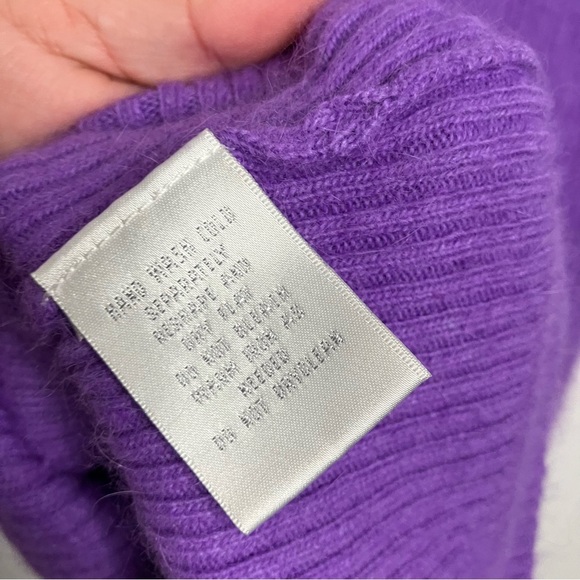 HAND WASH COLD
SEPARATELY
RESHAPE AND
DRY FLAT
DO NOT BLEACH
WARM IRON AS
NEEDED
DO NOT DRYCLEAN